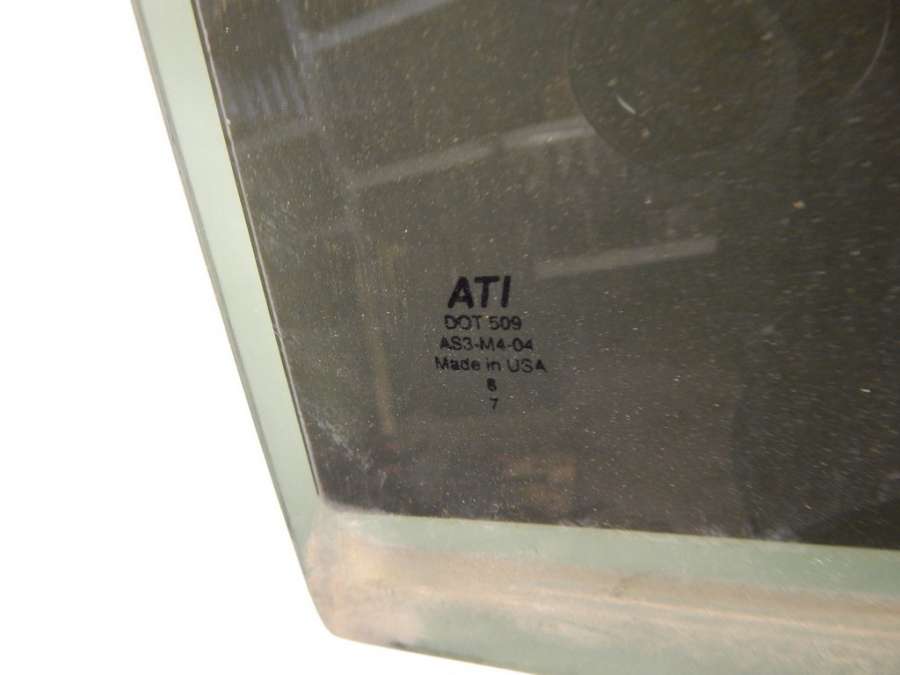 ATI
DOT 509
AS3-M4-04
Made in USA
8
7